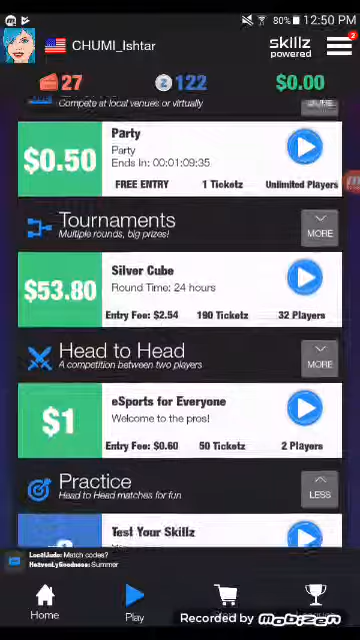 80% 12:50 PM
CHUMI_Ishtar
skillz
powered
2
27
Z 122
$0.00
Compete at local venues or virtually
$0.50
Party
Party
Ends In: 00:01:09:35
FREE ENTRY 1 Ticketz Unlimited Players
Tournaments
Multiple rounds, big prizes!
MORE
$53.80
Silver Cube
Round Time: 24 hours
Entry Fee: $2.54 190 Ticketz 32 Players
Head to Head
A competition between two players
MORE
$1
eSports for Everyone
Welcome to the pros!
Entry Fee: $0.60 50 Ticketz 2 Players
Practice
Head to Head matches for fun
LESS
Test Your Skillz
LostJade: Match codes?
HeavenLyGoodness: Summer
Home
Play
Recorded by Mobizen